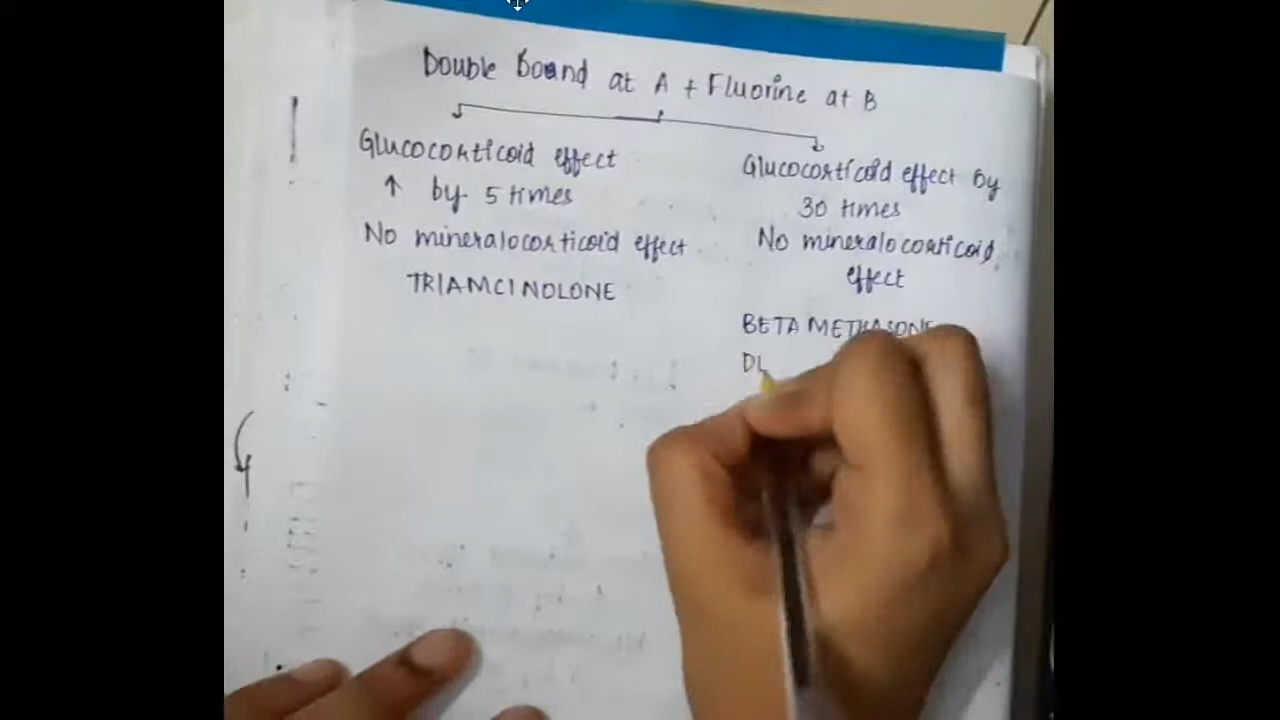 Double Bound at A + Fluorine at B
Glucocorticoid effect
↑ by 5 times
No mineralocorticoid effect
TRIAMCINOLONE
Glucocorticoid effect by
30 times
No mineralocorticoid
effect
BETAMETHASONE